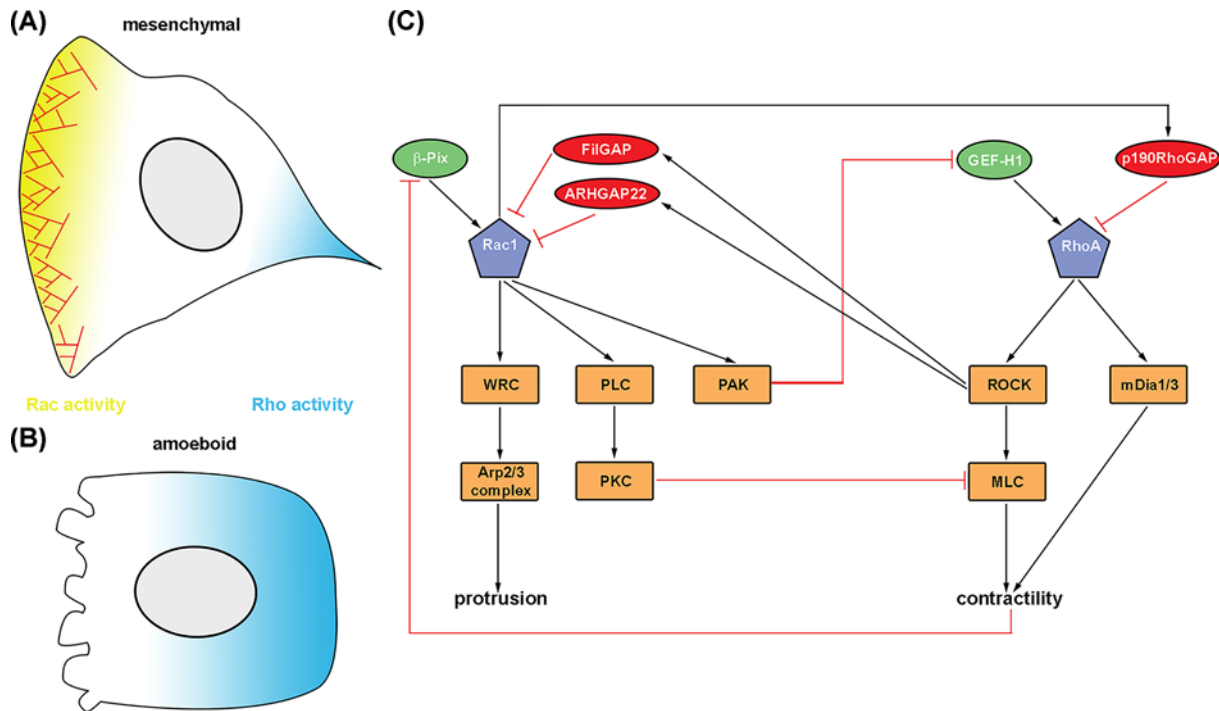 (A)
mesenchymal
Rac activity
Rho activity
(B)
amoeboid
(C)
β-Pix
FilGAP
ARHGAP22
GEF-H1
p190RhoGAP
Rac1
RhoA
WRC
PLC
PAK
ROCK
mDia1/3
Arp2/3
complex
PKC
MLC
protrusion
contractility